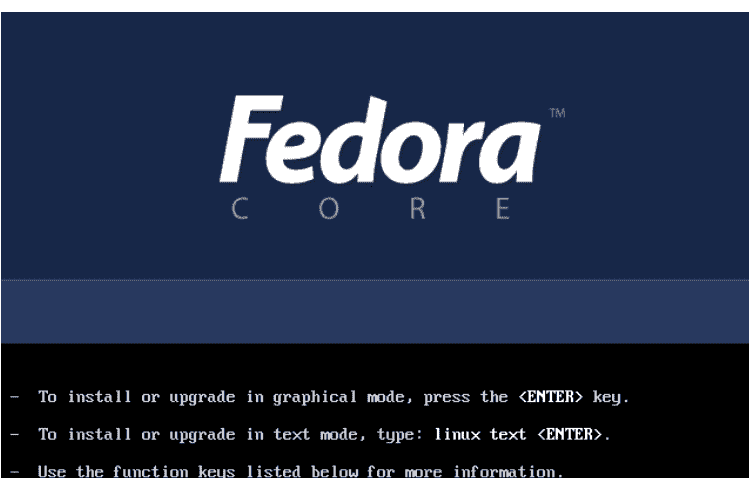 Fedora™
CORE
- To install or upgrade in graphical mode, press the <ENTER> key.
- To install or upgrade in text mode, type: linux text <ENTER>.
- Use the function keys listed below for more information.